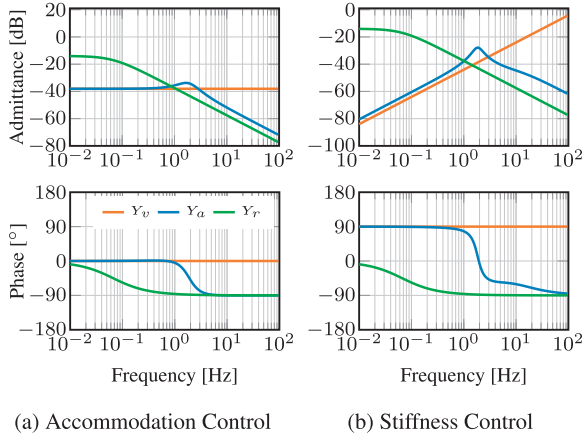 20
0
−20
−40
−60
−80
Admittance [dB]
10^−2 10^−1 10^0 10^1 10^2
0
−20
−40
−60
−80
−100
10^−2 10^−1 10^0 10^1 10^2
180
90
0
−90
−180
Phase [°]
Y_v Y_a Y_r
10^−2 10^−1 10^0 10^1 10^2
Frequency [Hz]
180
90
0
−90
−180
10^−2 10^−1 10^0 10^1 10^2
Frequency [Hz]
(a) Accommodation Control
(b) Stiffness Control